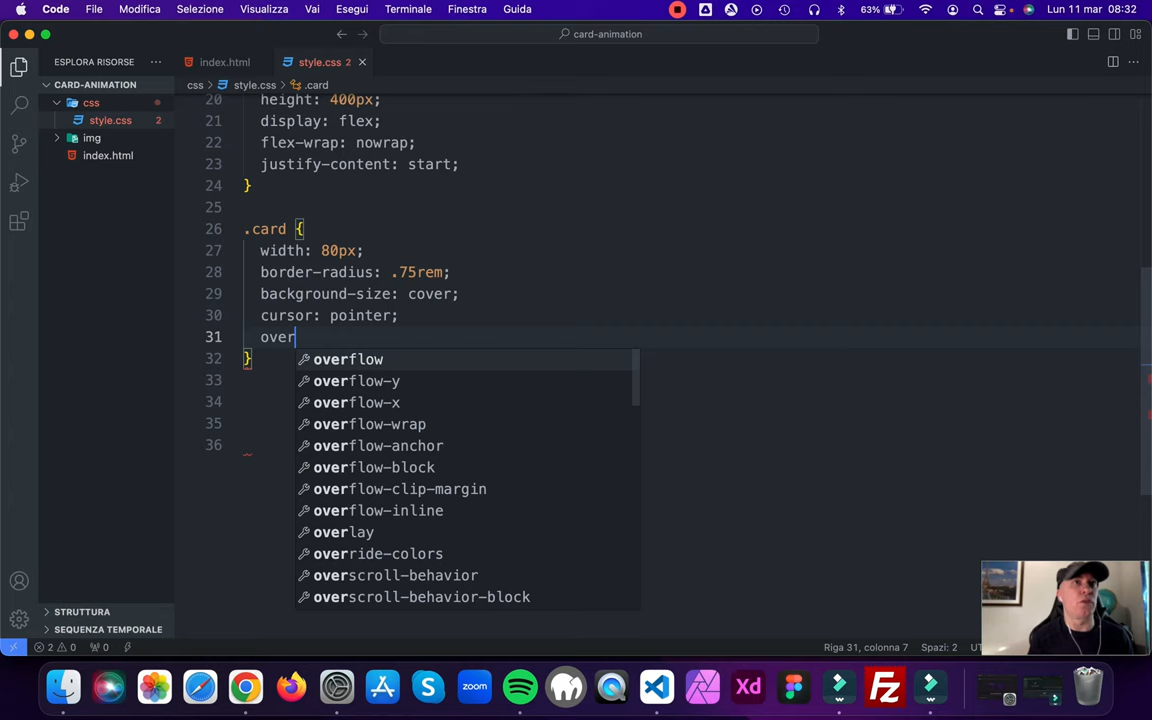 Code File Modifica Selezione Visualizza Vai Esegui Terminale Finestra Guida 63% Lun 11 mar 08:32
card-animation
ESPLORA RISORSE
index.html style.css 2
CARD-ANIMATION
css
style.css 2
img
index.html
css style.css .card
20 height: 400px;
21 display: flex;
22 flex-wrap: nowrap;
23 justify-content: start;
24 }
25
26 .card {
27 width: 80px;
28 border-radius: .75rem;
29 background-size: cover;
30 cursor: pointer;
31 over
32 }
33
34
35
36
overflow
overflow-y
overflow-x
overflow-wrap
overflow-anchor
overflow-block
overflow-clip-margin
overflow-inline
overlay
override-colors
overscroll-behavior
overscroll-behavior-block
STRUTTURA
SEQUENZA TEMPORALE
2 0 0 Riga 31, colonna 7 Spazi: 2
zoom
Xd
Fz